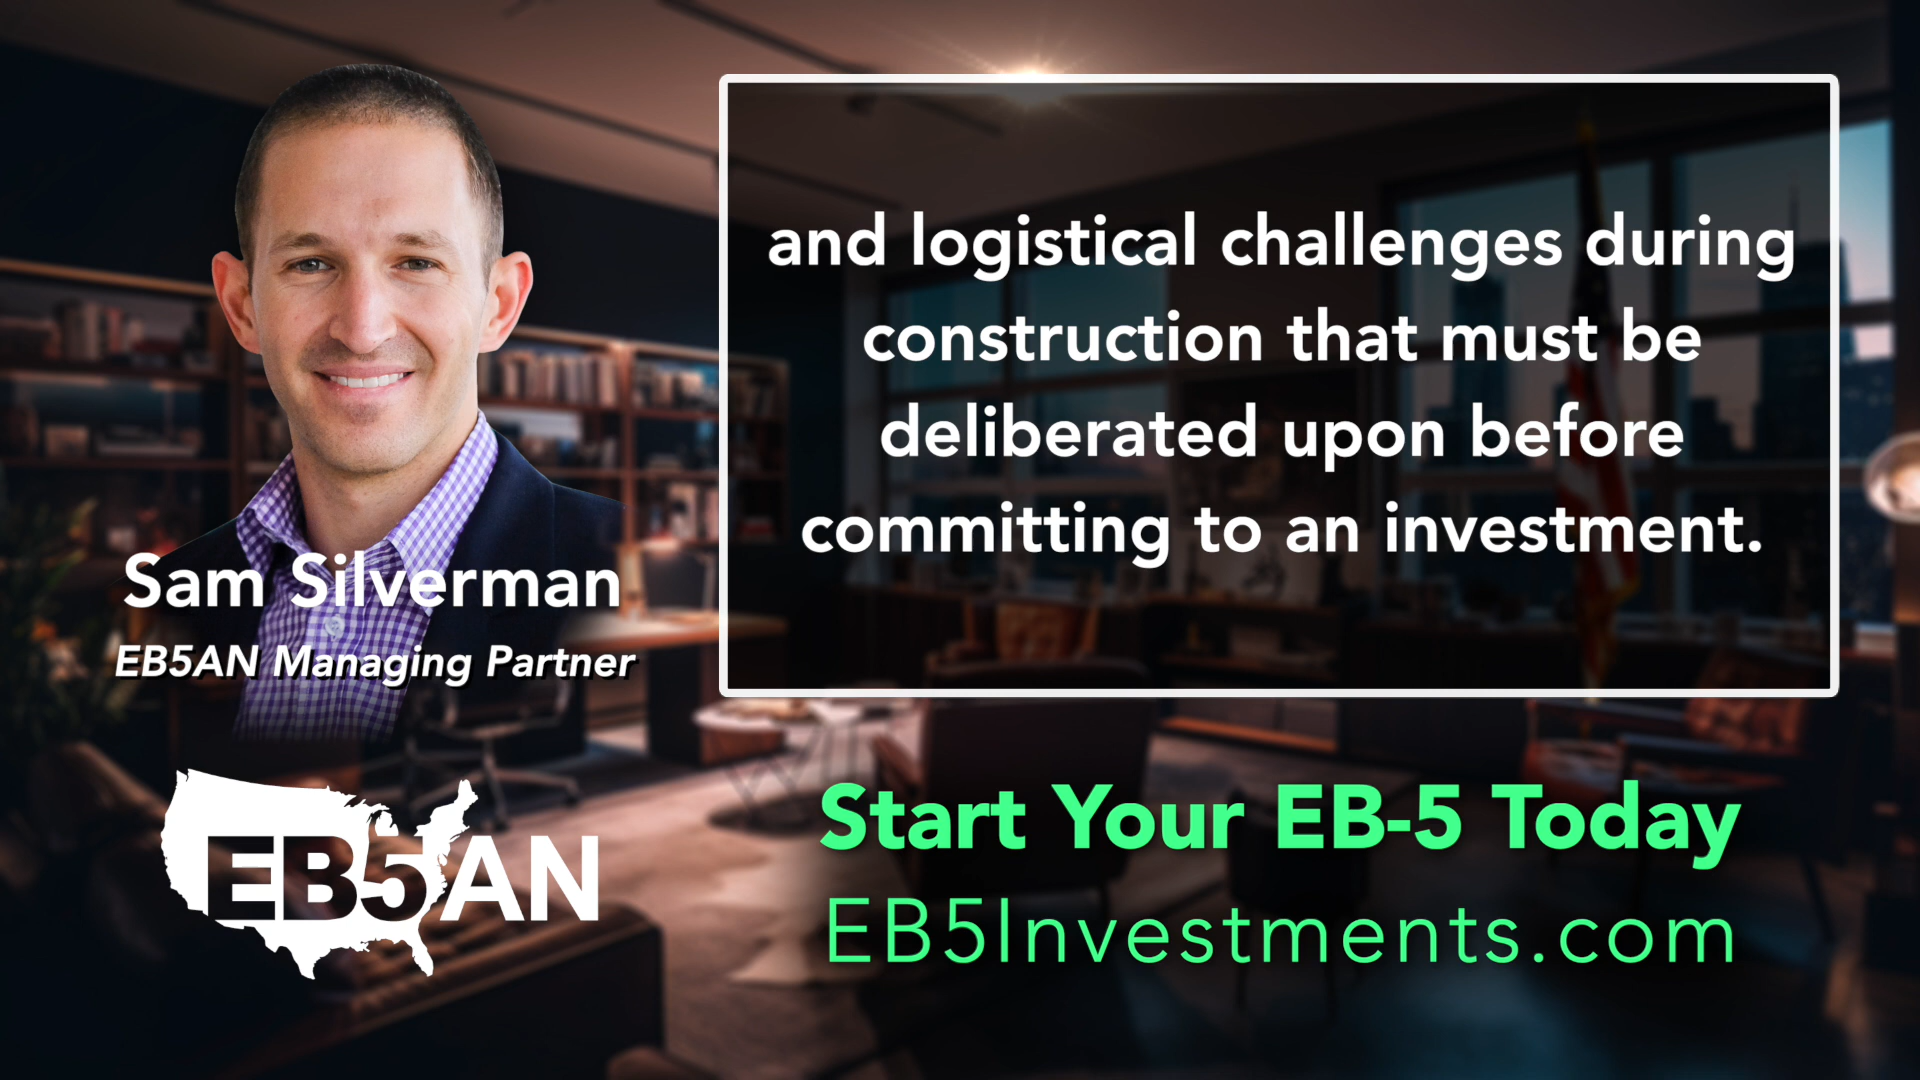 and logistical challenges during
construction that must be
deliberated upon before
committing to an investment.
Sam Silverman
EB5AN Managing Partner
EB5AN
Start Your EB-5 Today
EB5Investments.com